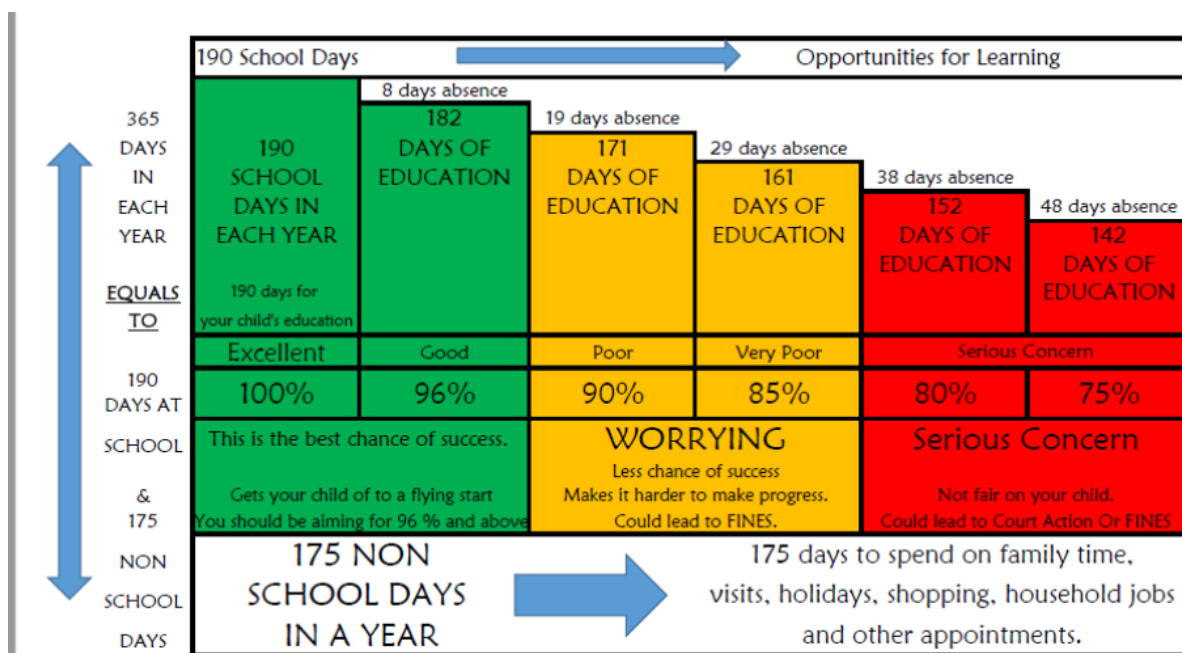 190 School Days
Opportunities for Learning
365
DAYS
IN
EACH
YEAR
EQUALS
TO
190
DAYS AT
SCHOOL
&
175
NON
SCHOOL
DAYS
190
SCHOOL
DAYS IN
EACH YEAR
190 days for
your child's education
8 days absence
182
DAYS OF
EDUCATION
19 days absence
171
DAYS OF
EDUCATION
29 days absence
161
DAYS OF
EDUCATION
38 days absence
152
DAYS OF
EDUCATION
48 days absence
142
DAYS OF
EDUCATION
Excellent
Good
Poor
Very Poor
Serious Concern
100%
96%
90%
85%
80%
75%
This is the best chance of success.
Gets your child of to a flying start
You should be aiming for 96 % and above
WORRYING
Less chance of success
Makes it harder to make progress.
Could lead to FINES.
Serious Concern
Not fair on your child.
Could lead to Court Action Or FINES
175 NON
SCHOOL DAYS
IN A YEAR
175 days to spend on family time,
visits, holidays, shopping, household jobs
and other appointments.